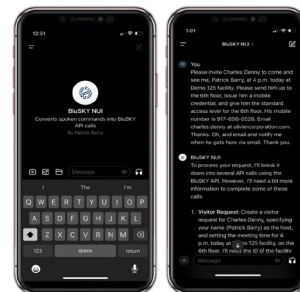 12:51
BluSKY NUI
Converts spoken commands into BluSKY
API calls
By Patrick Barry
Message
I
The
I'm
Q W E R T Y U I O P
A S D F G H J K L
Z X C V B N M
123
space
return
1:01
BluSKY NUI >
You
Please invite Charles Denny to come and
see me, Patrick Barry, at 4 p.m. today at
Demo 125 facility. Please send him up to
the 6th floor, issue him a mobile
credential, and give him the standard
access level for the 6th floor. His mobile
number is 917-656-0526. Email
charles.denny at oliviercorporation.com.
Thanks. Oh, and email and notify me
when he gets here via email. Thank you.
BluSKY NUI
To process your request, I'll break it
down into several API calls using the
BluSKY API. However, I'll need a bit more
information to complete some of these
calls:
1. Visitor Request: Create a visitor
request for Charles Denny, specifying
your name (Patrick Barry) as the host,
and setting the meeting time for 4
p.m. today at 125 facility, on the
6th floor. I'll need the ID of the facility
Message